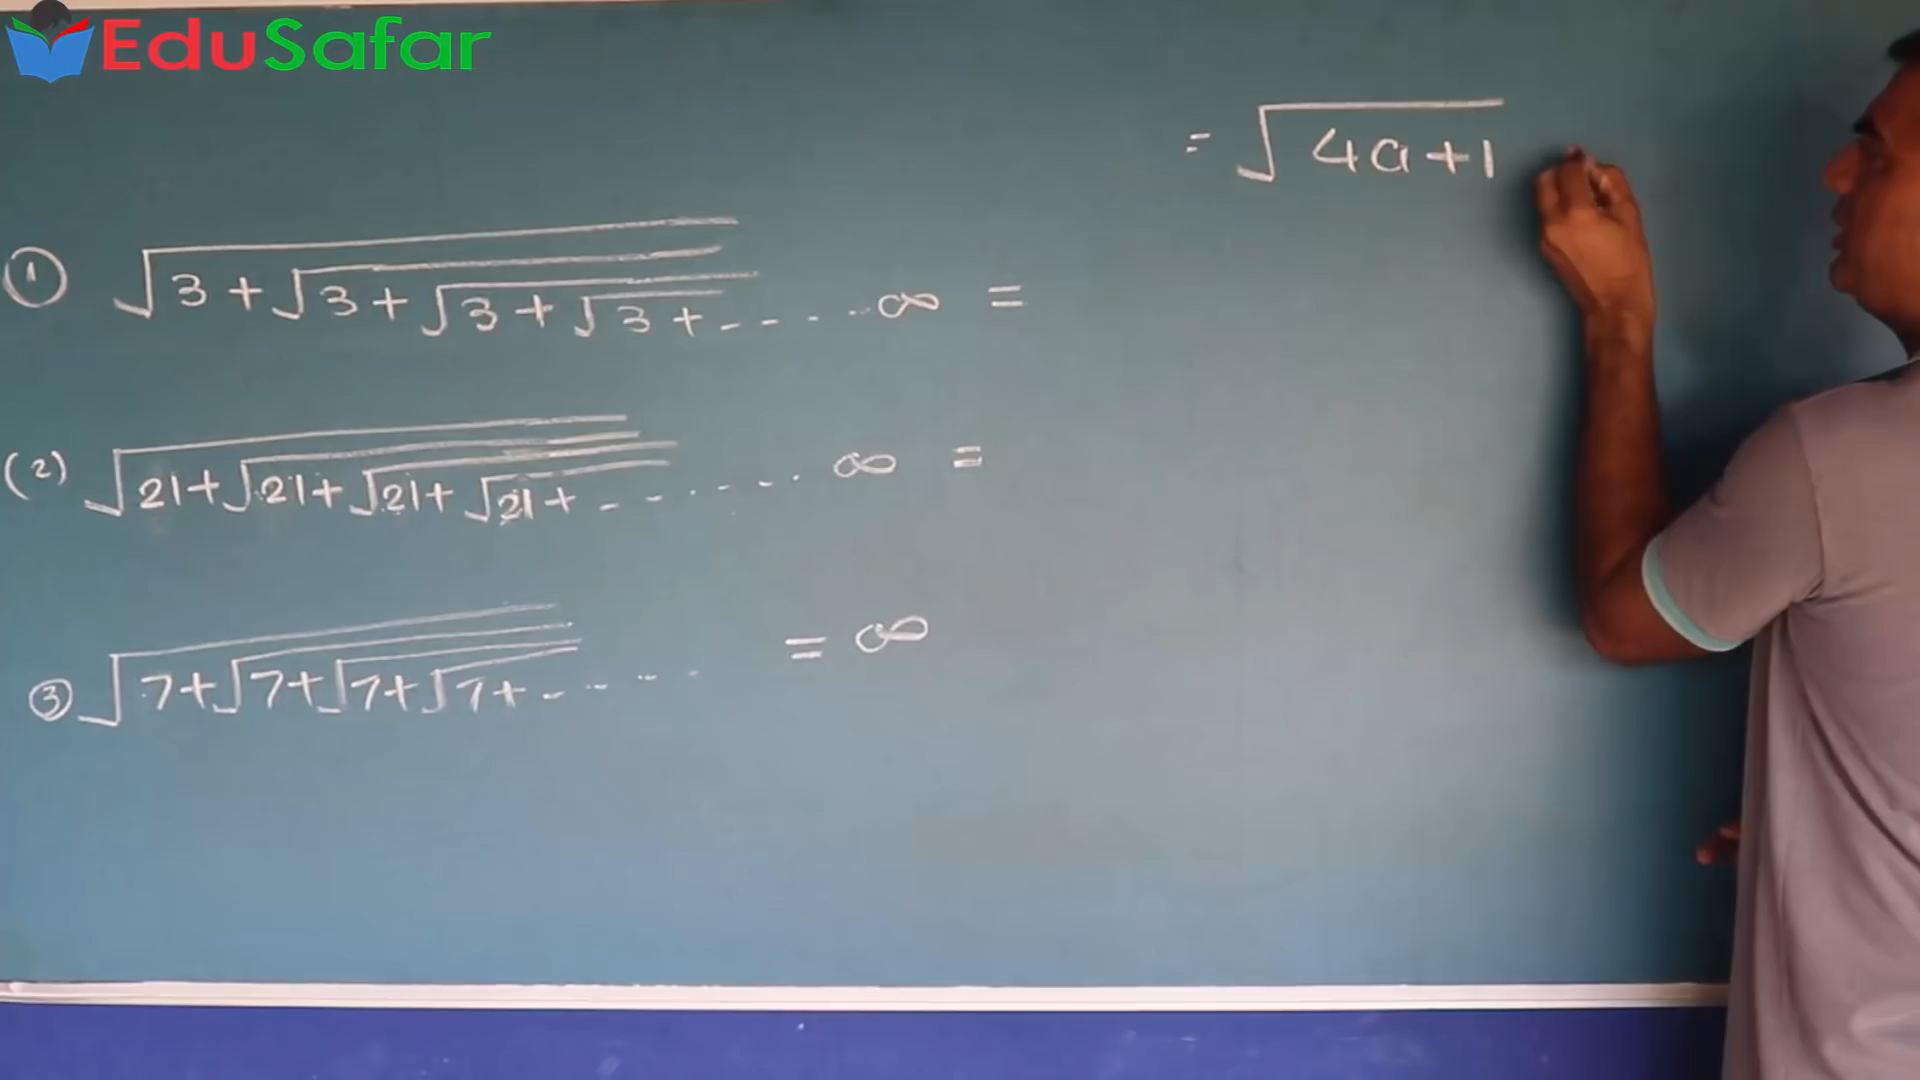 EduSafar
= √4a+1
① √3+√3+√3+√3+----∞ =
(2) √21+√21+√21+√21+------∞ =
③ √7+√7+√7+√7+----- = ∞